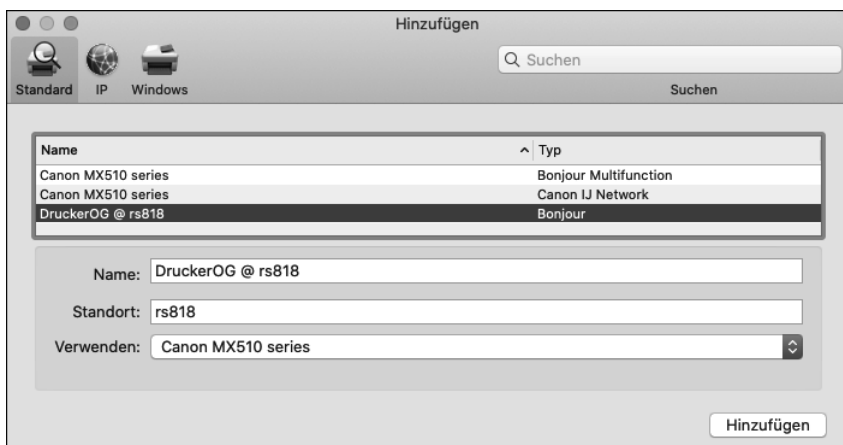 Hinzufügen
Suchen
Standard IP Windows Suchen
Name Typ
Canon MX510 series Bonjour Multifunction
Canon MX510 series Canon IJ Network
DruckerOG @ rs818 Bonjour
Name: DruckerOG @ rs818
Standort: rs818
Verwenden: Canon MX510 series
Hinzufügen